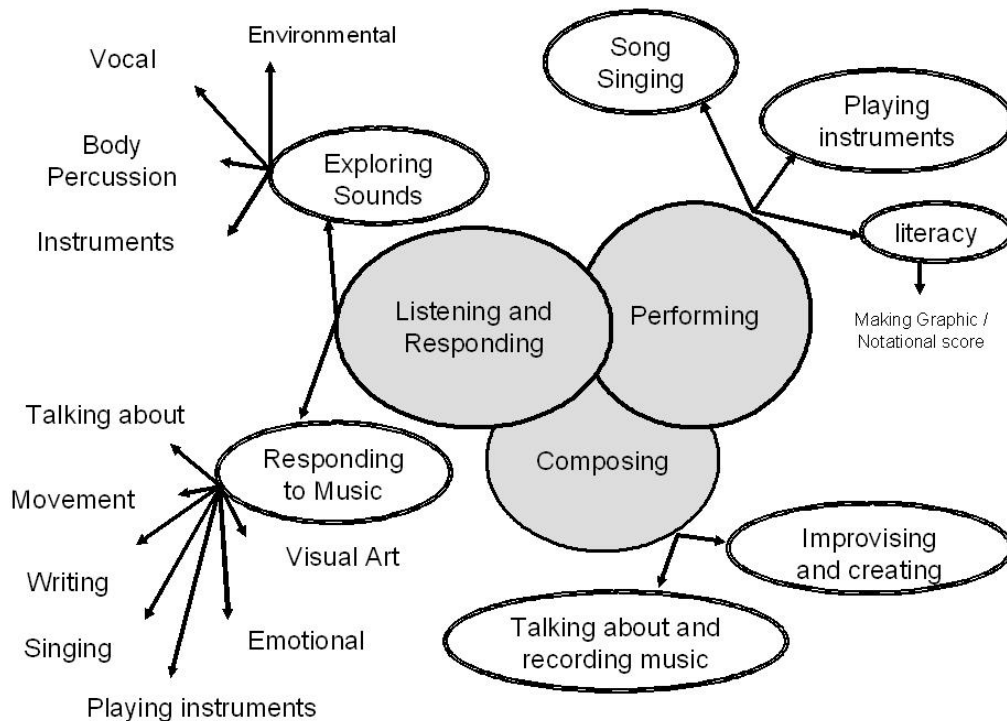 Environmental
Vocal
Body
Percussion
Instruments
Exploring
Sounds
Song
Singing
Playing
instruments
literacy
Making Graphic /
Notational score
Listening and
Responding
Performing
Composing
Talking about
Movement
Writing
Singing
Playing instruments
Emotional
Visual Art
Responding
to Music
Improvising
and creating
Talking about and
recording music